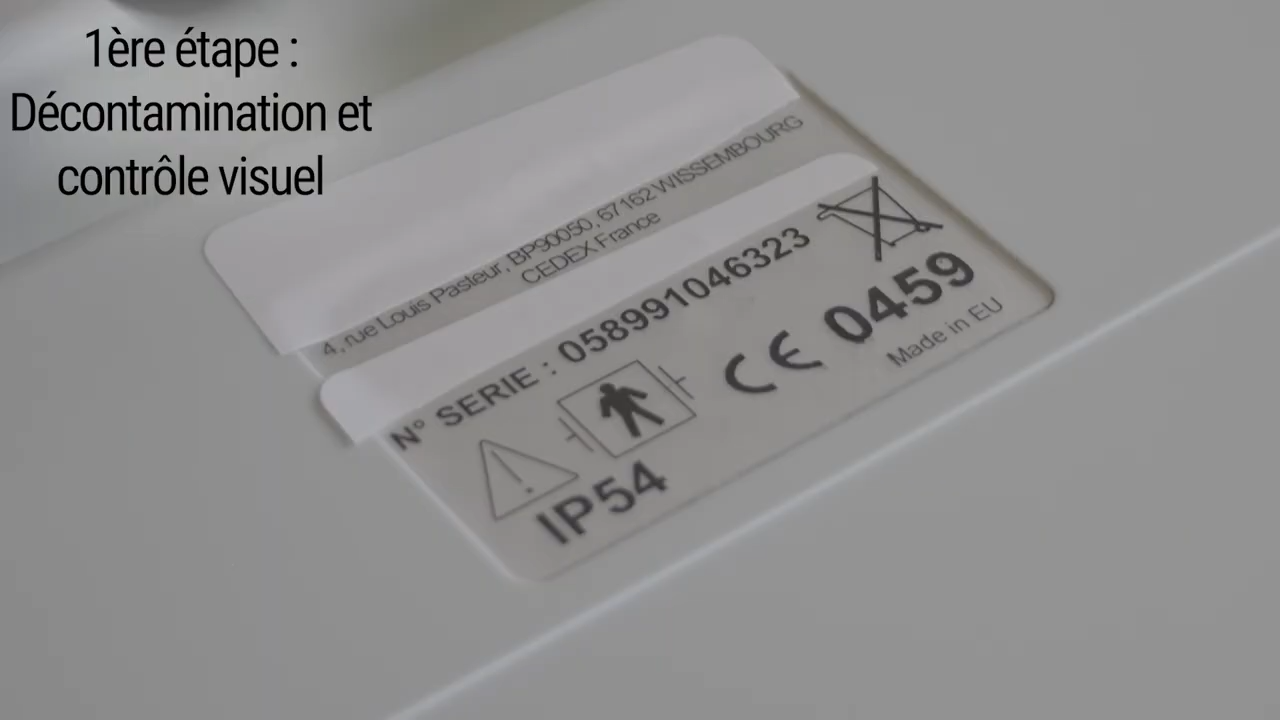 1ère étape :
Décontamination et
contrôle visuel
4, rue Louis Pasteur, BP90050, 67162 WISSEMBOURG
CEDEX France
N° SERIE : 058991046323
CE 0459
Made in EU
IP54